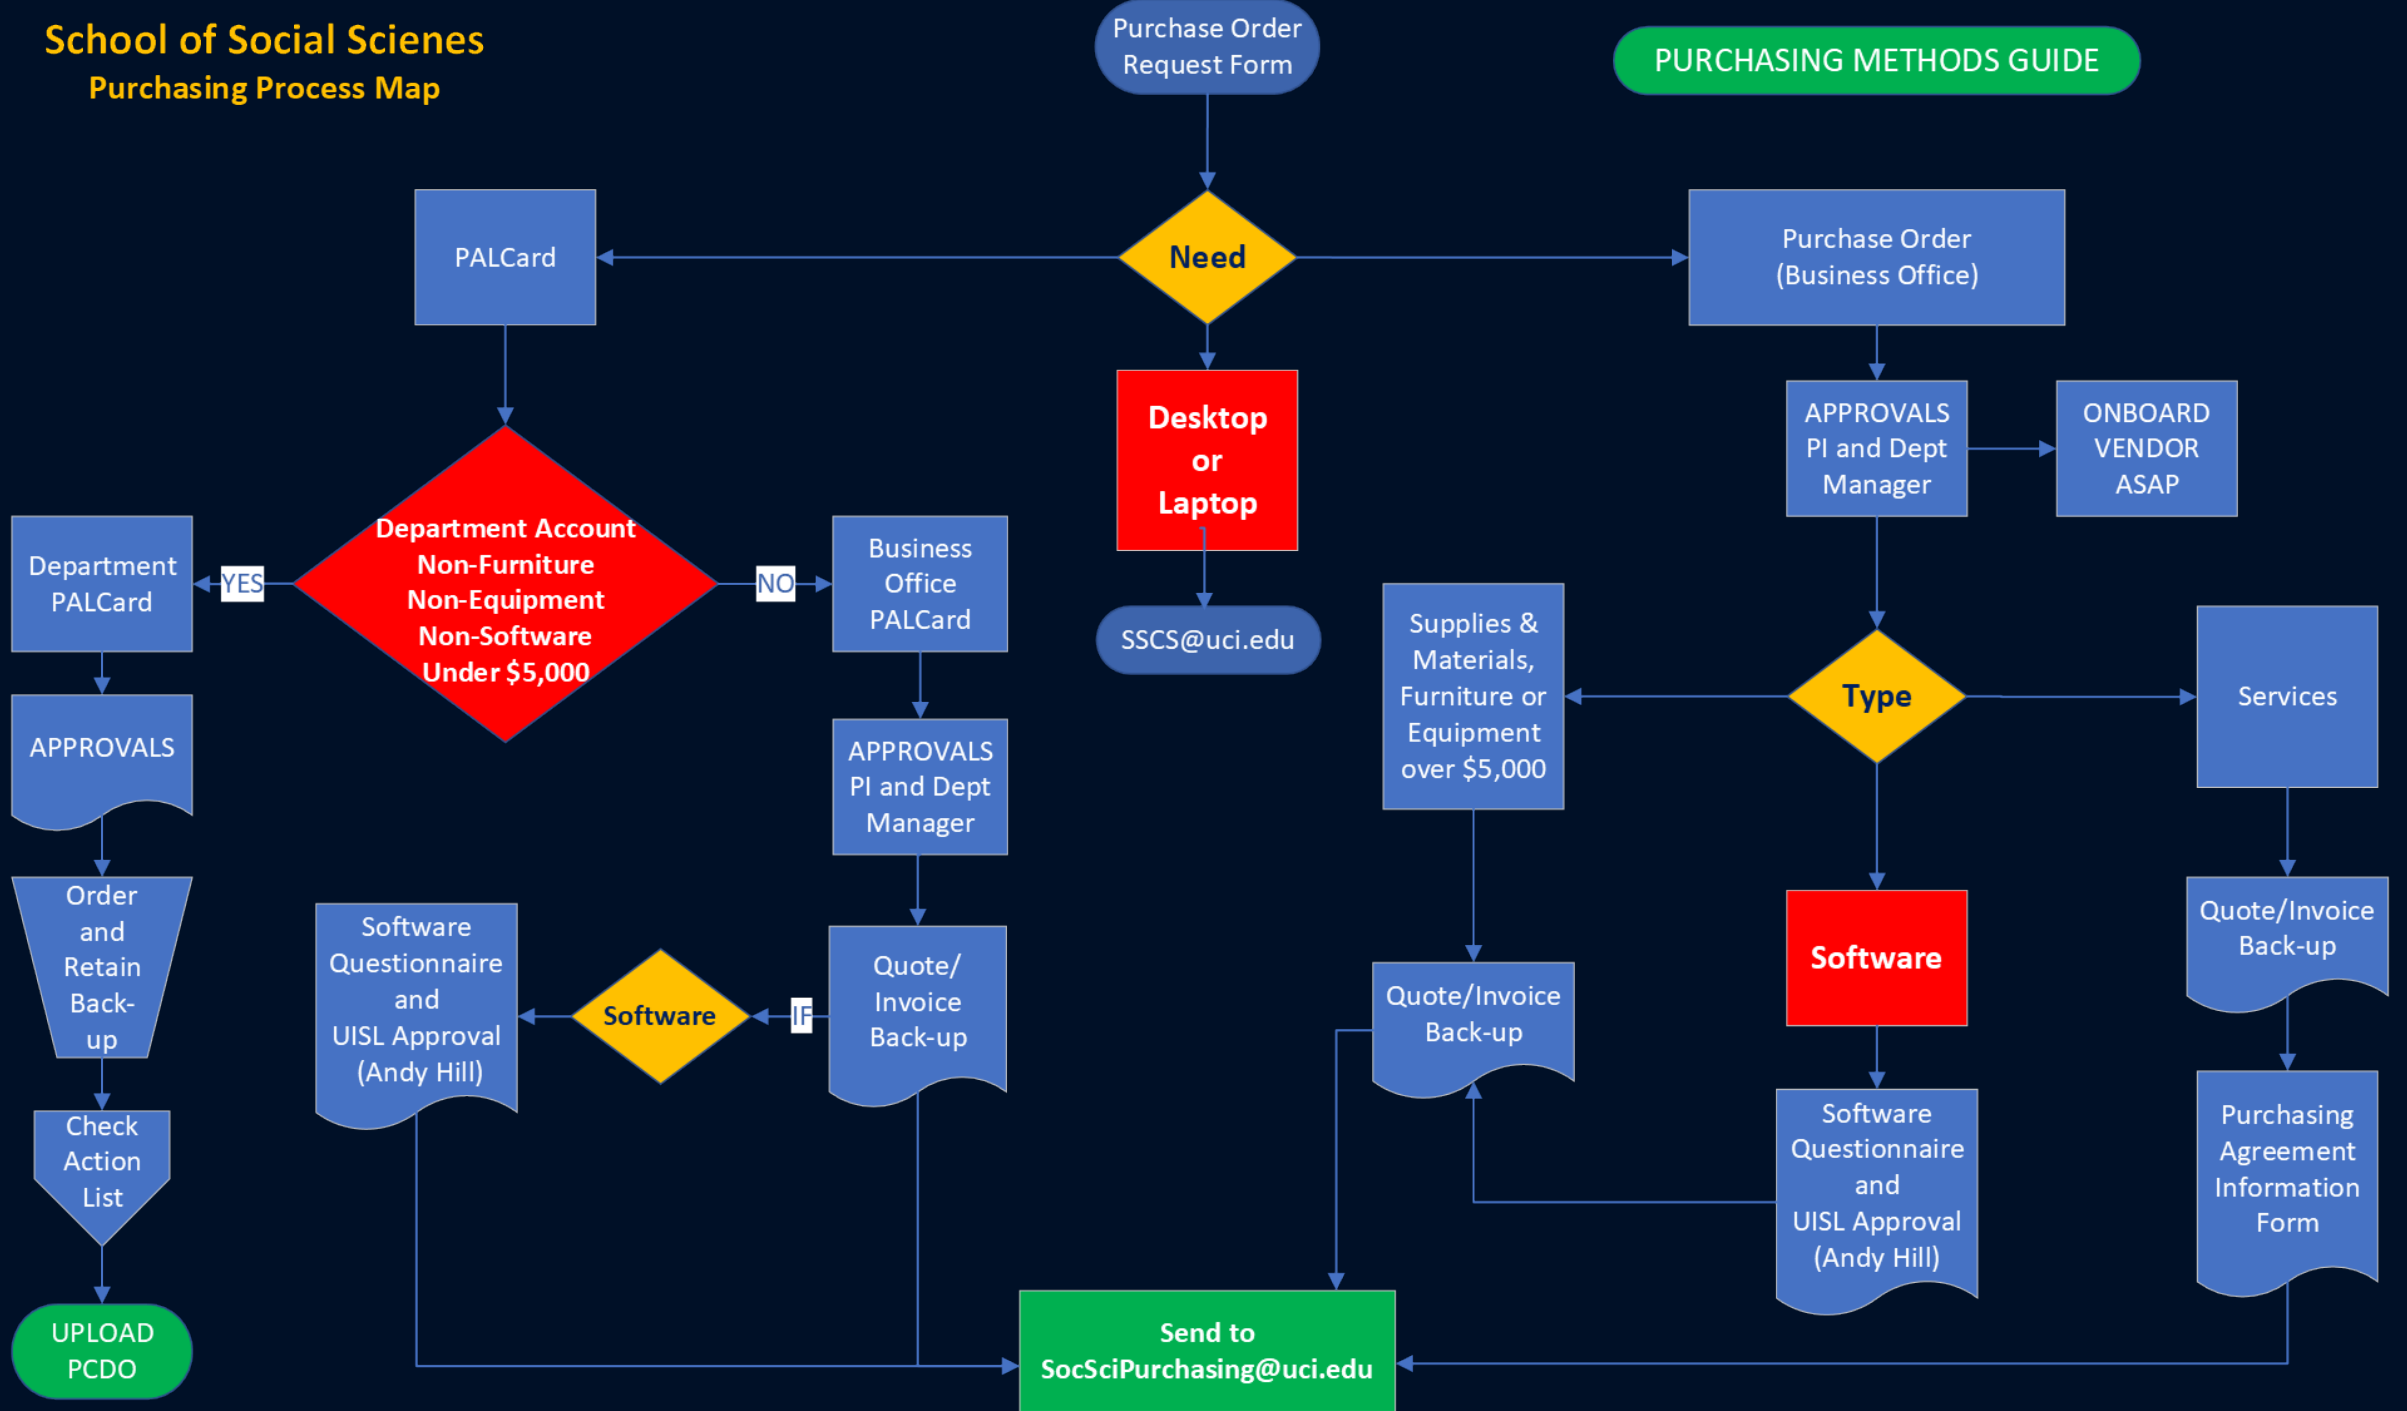 School of Social Scienes
Purchasing Process Map
Purchase Order
Request Form
PURCHASING METHODS GUIDE
PALCard
Need
Purchase Order
(Business Office)
Desktop
or
Laptop
SSCS@uci.edu
APPROVALS
PI and Dept
Manager
ONBOARD
VENDOR
ASAP
Department Account
Non-Furniture
Non-Equipment
Non-Software
Under $5,000
YES
NO
Department
PALCard
APPROVALS
Order
and
Retain
Back-
up
Check
Action
List
UPLOAD
PCDO
Business
Office
PALCard
APPROVALS
PI and Dept
Manager
Quote/
Invoice
Back-up
IF
Software
Software
Questionnaire
and
UISL Approval
(Andy Hill)
Type
Supplies &
Materials,
Furniture or
Equipment
over $5,000
Quote/Invoice
Back-up
Software
Software
Questionnaire
and
UISL Approval
(Andy Hill)
Services
Quote/Invoice
Back-up
Purchasing
Agreement
Information
Form
Send to
SocSciPurchasing@uci.edu